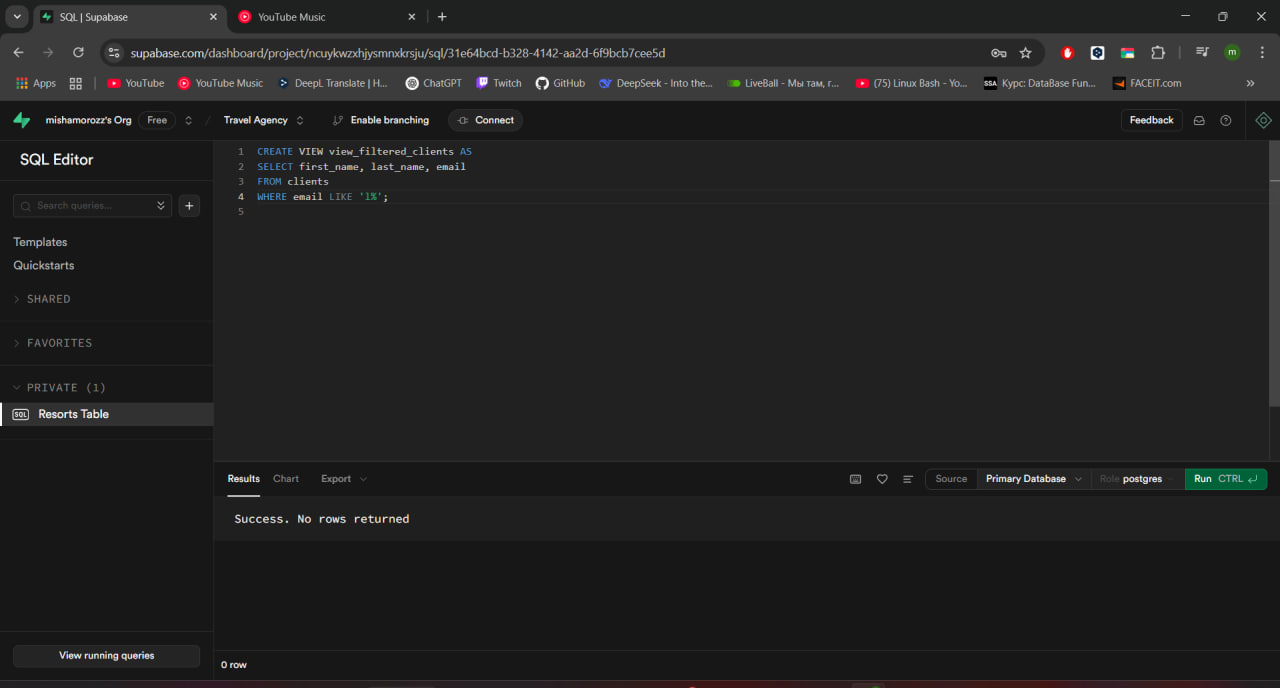 SQL | Supabase
YouTube Music
supabase.com/dashboard/project/ncuykwzxhjysmnxkrsju/sql/31e64bcd-b328-4142-aa2d-6f9bcb7cee5d
m
Apps
YouTube
YouTube Music
DeepL Translate | H...
ChatGPT
Twitch
GitHub
DeepSeek - Into the...
LiveBall - Мы там, г...
(75) Linux Bash - Yo...
SSA Курс: DataBase Fun...
FACEIT.com
mishamorozz's Org
Free
/
Travel Agency
Enable branching
Connect
Feedback
SQL Editor
Search queries...
Templates
Quickstarts
SHARED
FAVORITES
PRIVATE (1)
SQL Resorts Table
View running queries
1 CREATE VIEW view_filtered_clients AS
2 SELECT first_name, last_name, email
3 FROM clients
4 WHERE email LIKE 'l%';
5
Results
Chart
Export
Source
Primary Database
Role postgres
Run CTRL
Success. No rows returned
0 row